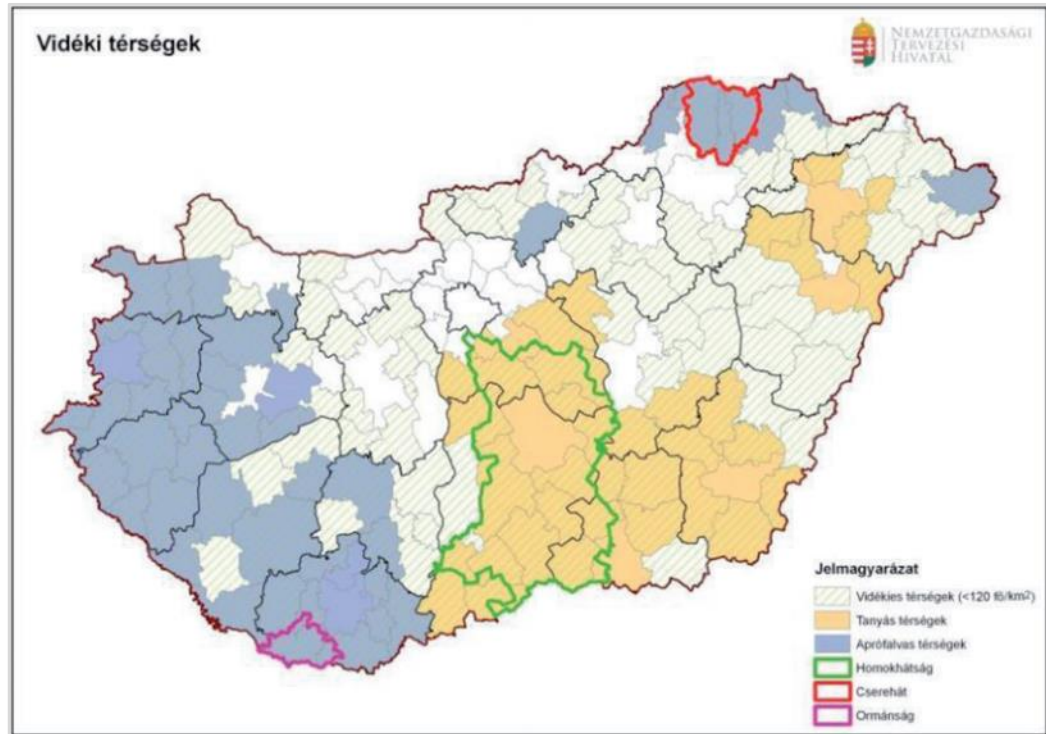 Vidéki térségek
NEMZETGAZDASÁGI
TERVEZÉSI
HIVATAL
Jelmagyarázat
Vidékies térségek (<120 fő/km2)
Tanyás térségek
Aprófalvas térségek
Homokhátság
Cserehát
Ormánság